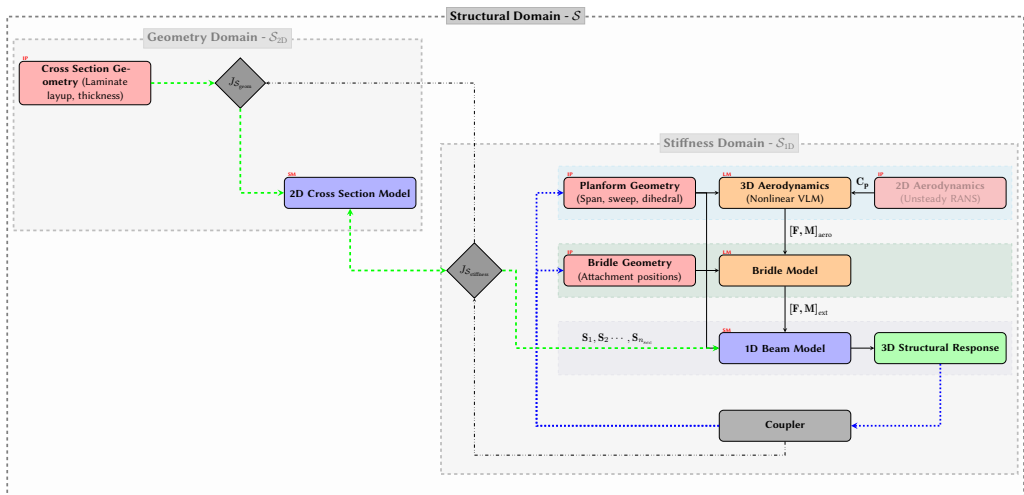 Structural Domain - 𝒮
Geometry Domain - 𝒮₂D
IP
Cross Section Ge-
ometry (Laminate
layup, thickness)
J𝒮geom
SM
2D Cross Section Model
Stiffness Domain - 𝒮₁D
IP
Planform Geometry
(Span, sweep, dihedral)
LM
3D Aerodynamics
(Nonlinear VLM)
Cp
IP
2D Aerodynamics
(Unsteady RANS)
[F, M]aero
J𝒮stiffness
IP
Bridle Geometry
(Attachment positions)
LM
Bridle Model
[F, M]ext
S₁, S₂ ⋯ , Sn
SM
1D Beam Model
3D Structural Response
Coupler